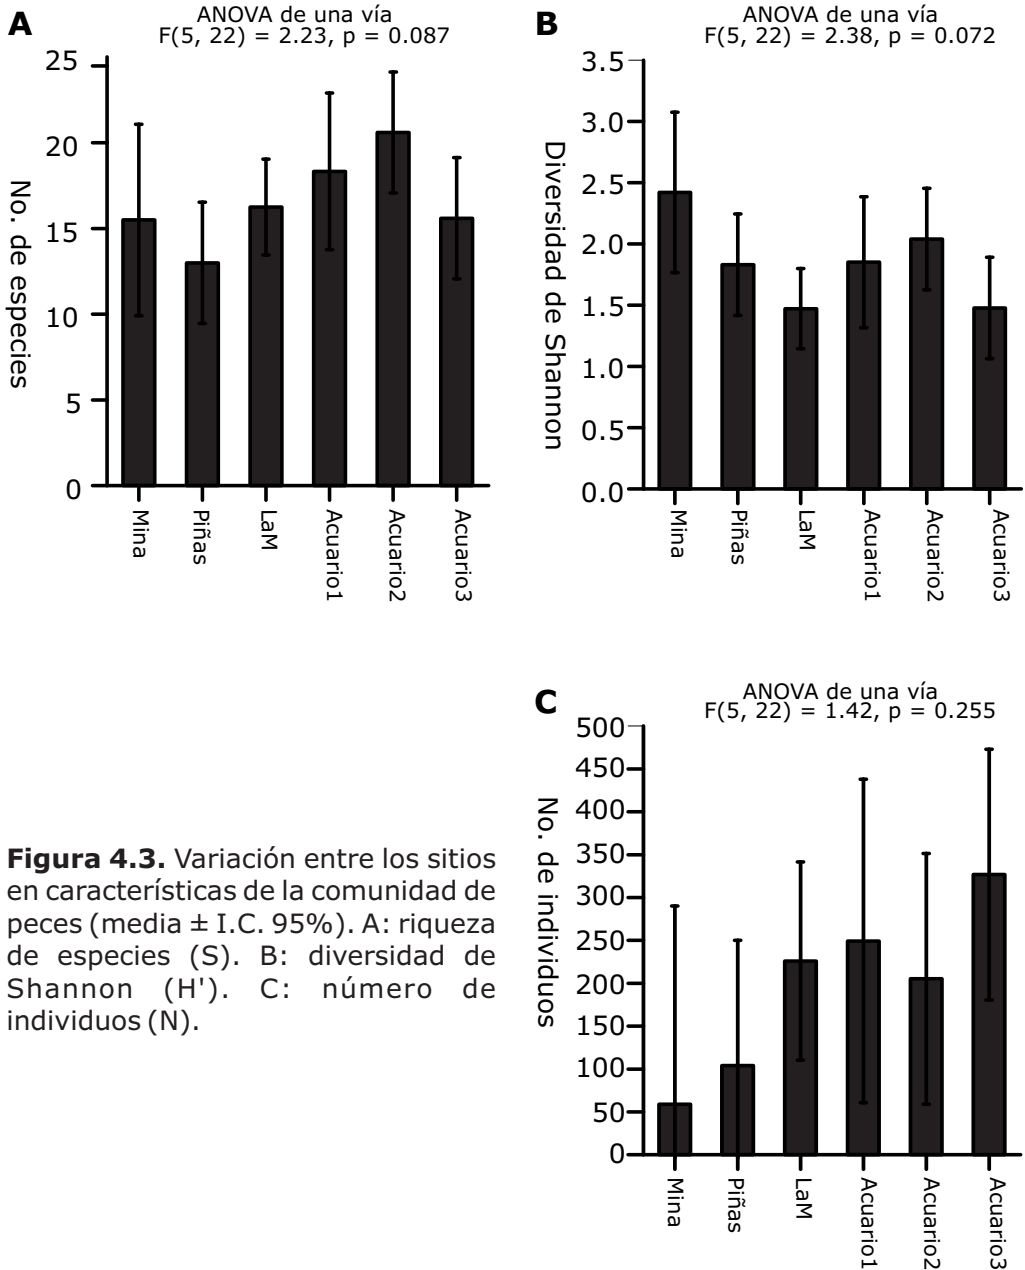 A
ANOVA de una vía
F(5, 22) = 2.23, p = 0.087
No. de especies
25
20
15
10
5
0
Mina
Piñas
LaM
Acuario1
Acuario2
Acuario3
B
ANOVA de una vía
F(5, 22) = 2.38, p = 0.072
Diversidad de Shannon
3.5
3.0
2.5
2.0
1.5
1.0
0.5
0.0
Mina
Piñas
LaM
Acuario1
Acuario2
Acuario3
Figura 4.3. Variación entre los sitios
en características de la comunidad de
peces (media ± I.C. 95%). A: riqueza
de especies (S). B: diversidad de
Shannon (H'). C: número de
individuos (N).
C
ANOVA de una vía
F(5, 22) = 1.42, p = 0.255
No. de individuos
500
450
400
350
300
250
200
150
100
50
0
Mina
Piñas
LaM
Acuario1
Acuario2
Acuario3